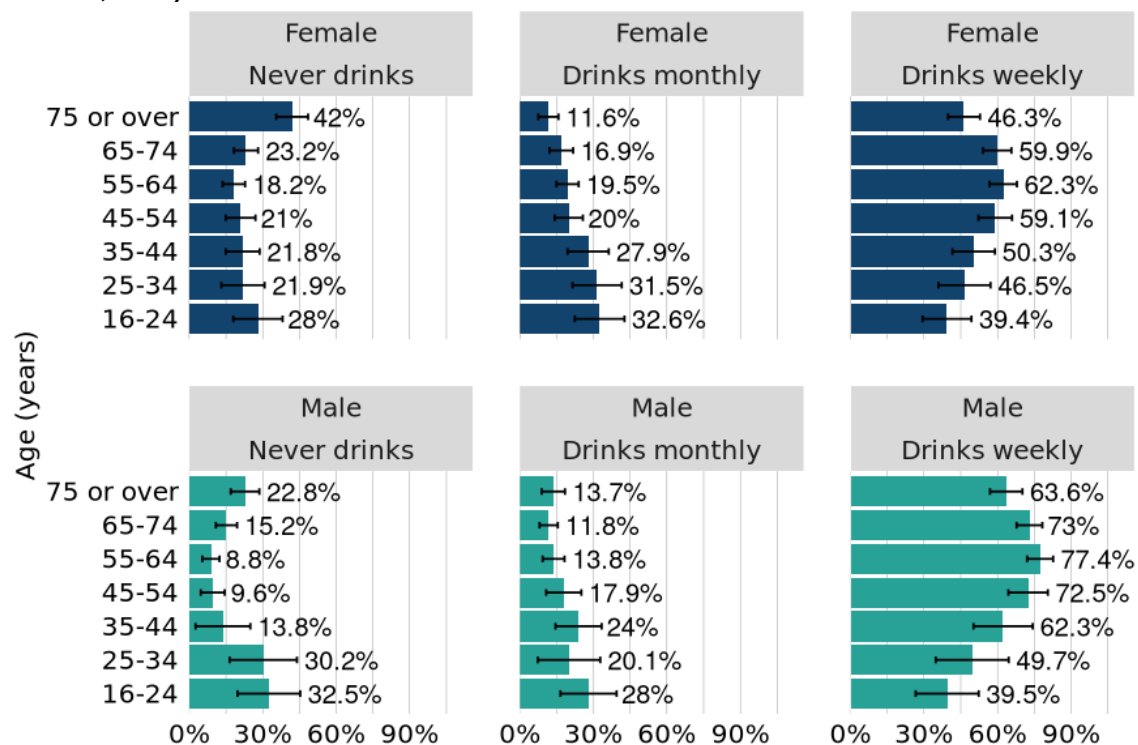 Female Female Female
Never drinks Drinks monthly Drinks weekly
75 or over 42% 11.6% 46.3%
65-74 23.2% 16.9% 59.9%
55-64 18.2% 19.5% 62.3%
45-54 21% 20% 59.1%
35-44 21.8% 27.9% 50.3%
25-34 21.9% 31.5% 46.5%
16-24 28% 32.6% 39.4%
Age (years)
Male Male Male
Never drinks Drinks monthly Drinks weekly
75 or over 22.8% 13.7% 63.6%
65-74 15.2% 11.8% 73%
55-64 8.8% 13.8% 77.4%
45-54 9.6% 17.9% 72.5%
35-44 13.8% 24% 62.3%
25-34 30.2% 20.1% 49.7%
16-24 32.5% 28% 39.5%
0% 30% 60% 90% 0% 30% 60% 90% 0% 30% 60% 90%